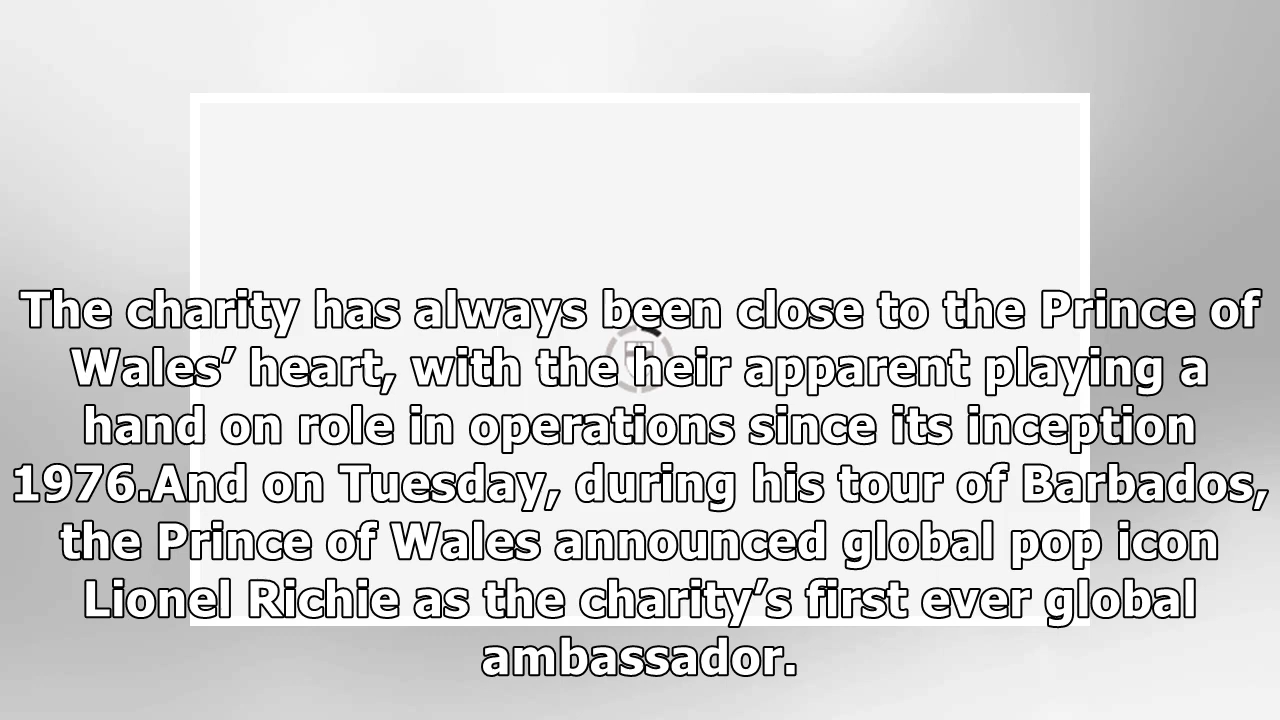 The charity has always been close to the Prince of
Wales’ heart, with the heir apparent playing a
hand on role in operations since its inception
1976.And on Tuesday, during his tour of Barbados,
the Prince of Wales announced global pop icon
Lionel Richie as the charity’s first ever global
ambassador.